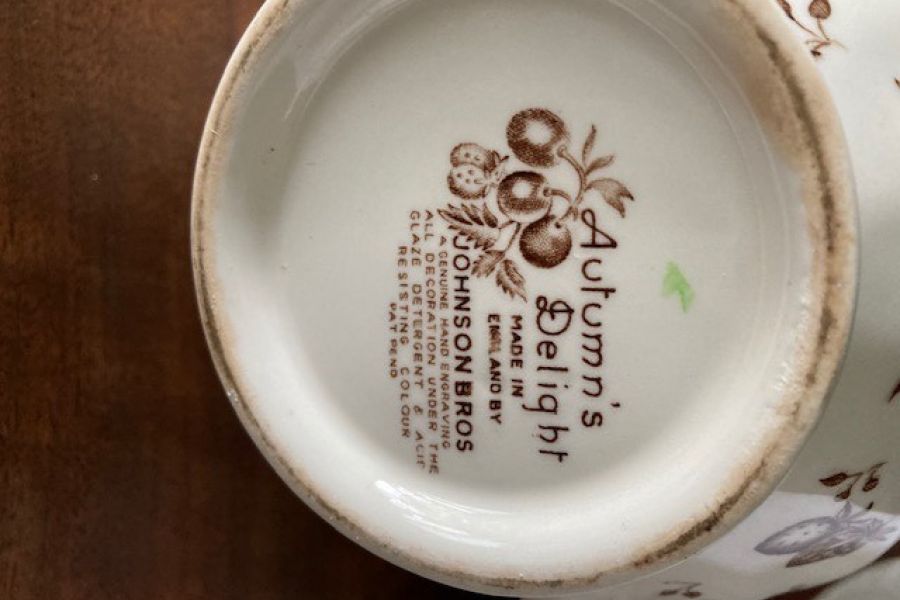 Autumn's
Delight
MADE IN
ENGLAND BY
JOHNSON BROS
A GENUINE HAND ENGRAVING
ALL DECORATION UNDER THE
GLAZE DETERGENT & ACID
RESISTING COLOUR
PAT PEND